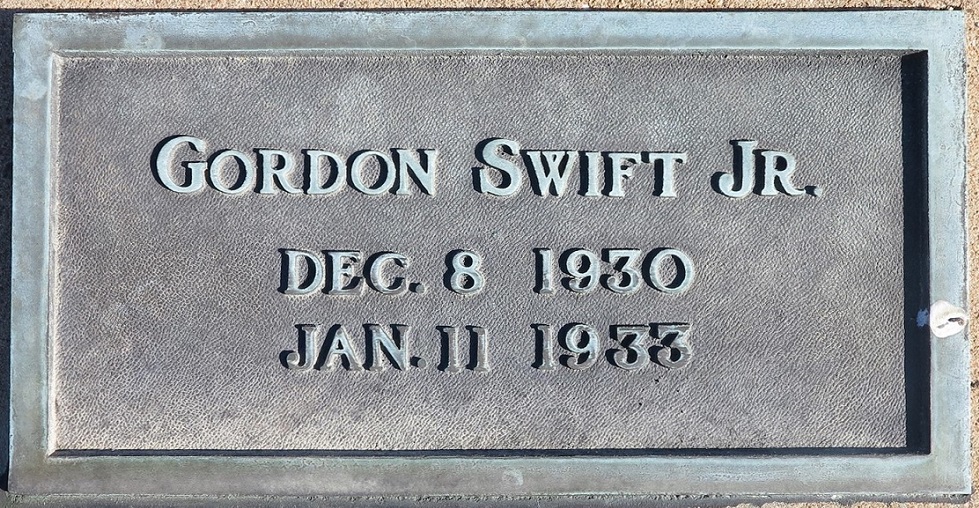 GORDON SWIFT JR.
DEC. 8 1930
JAN. 11 1933